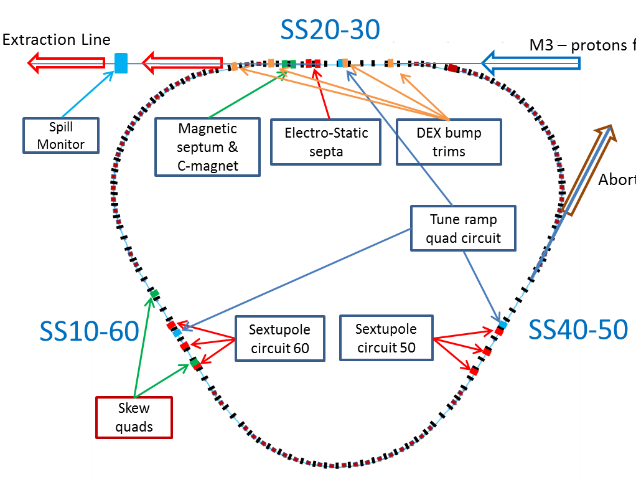 SS20-30
Extraction Line
M3 – protons f
Spill
Monitor
Magnetic
septum &
C-magnet
Electro-Static
septa
DEX bump
trims
Abort
Tune ramp
quad circuit
SS10-60
Sextupole
circuit 60
Sextupole
circuit 50
SS40-50
Skew
quads